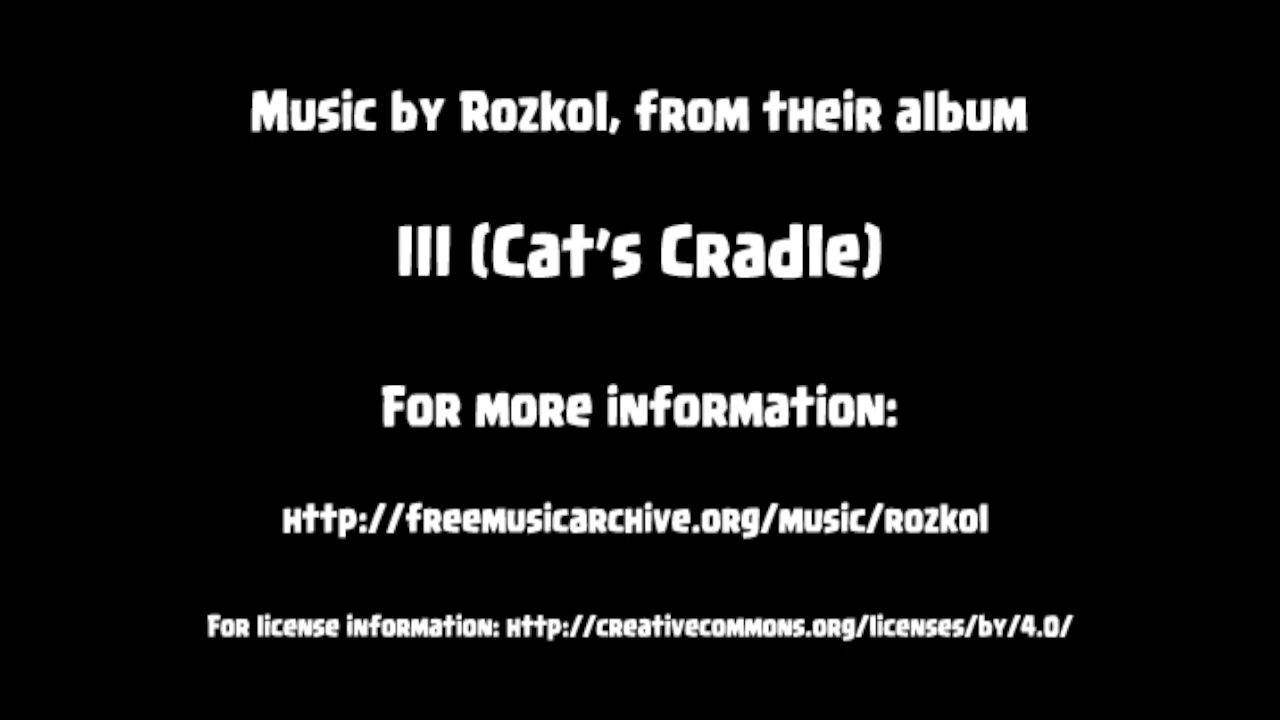 Music by Rozkol, from their album
III (Cat's Cradle)
For more information:
http://freemusicarchive.org/music/rozkol
For license information: http://creativecommons.org/licenses/by/4.0/